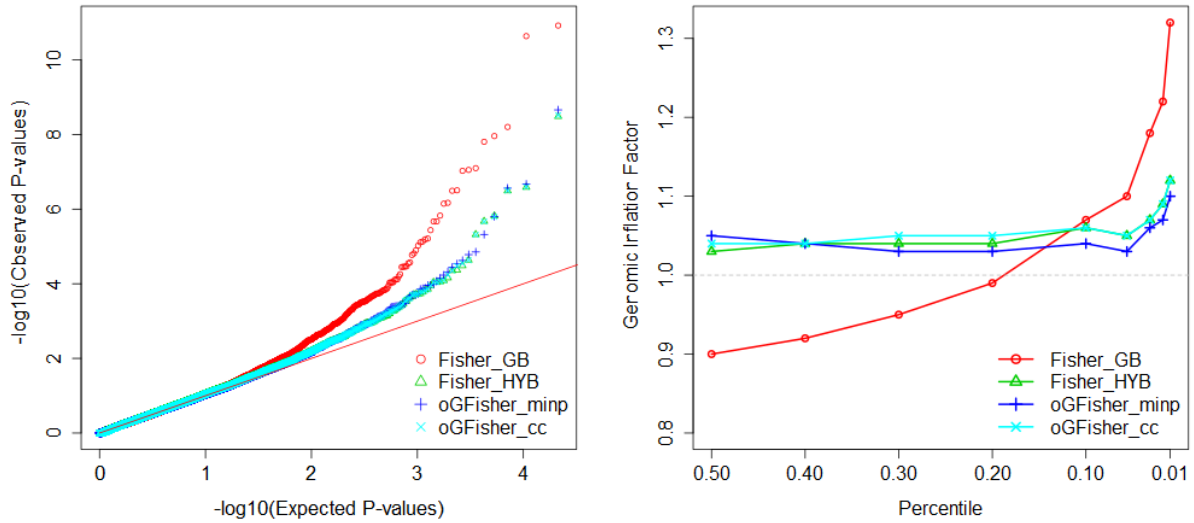 -log10(Cbserved P-values)
10
8
6
4
2
0
Fisher_GB
Fisher_HYB
oGFisher_minp
oGFisher_cc
0 1 2 3 4
-log10(Expected P-values)
Geromic Inflatior Factor
1.3
1.2
1.1
1.0
0.9
0.8
Fisher_GB
Fisher_HYB
oGFisher_minp
oGFisher_cc
0.50 0.40 0.30 0.20 0.10 0.01
Percentile